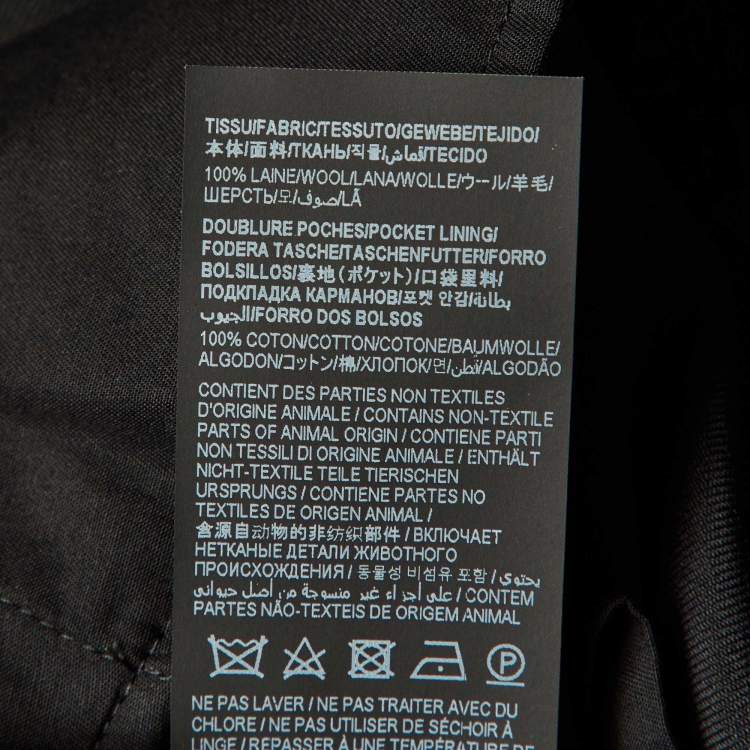 TISSU/FABRIC/TESSUTO/GEWEBE/TEJIDO/
本体/面料/ТКАНЬ/직물/قماش/TECIDO
100% LAINE/WOOL/LANA/WOLLE/ウール/羊毛/
ШЕРСТЬ/모/صوف/LÃ
DOUBLURE POCHES/POCKET LINING/
FODERA TASCHE/TASCHENFUTTER/FORRO
BOLSILLOS/裏地(ポケット)/口袋里料/
ПОДКЛАДКА КАРМАНОВ/포켓 안감/بطانة
الجيوب/FORRO DOS BOLSOS
100% COTON/COTTON/COTONE/BAUMWOLLE/
ALGODON/コットン/棉/ХЛОПОК/면/قطن/ALGODÃO
CONTIENT DES PARTIES NON TEXTILES
D'ORIGINE ANIMALE / CONTAINS NON-TEXTILE
PARTS OF ANIMAL ORIGIN / CONTIENE PARTI
NON TESSILI DI ORIGINE ANIMALE / ENTHÄLT
NICHT-TEXTILE TEILE TIERISCHEN
URSPRUNGS / CONTIENE PARTES NO
TEXTILES DE ORIGEN ANIMAL /
含源自动物的非纺织部件 / ВКЛЮЧАЕТ
НЕТКАНЫЕ ДЕТАЛИ ЖИВОТНОГО
ПРОИСХОЖДЕНИЯ / 동물성 비섬유 포함 / يحتوي
على أجزاء غير منسوجة من أصل حيواني / CONTEM
PARTES NÃO-TEXTEIS DE ORIGEM ANIMAL
P
NE PAS LAVER / NE PAS TRAITER AVEC DU
CHLORE / NE PAS UTILISER DE SÉCHOIR À
LINGE / REPASSER À UNE TEMPÉRATURE DE